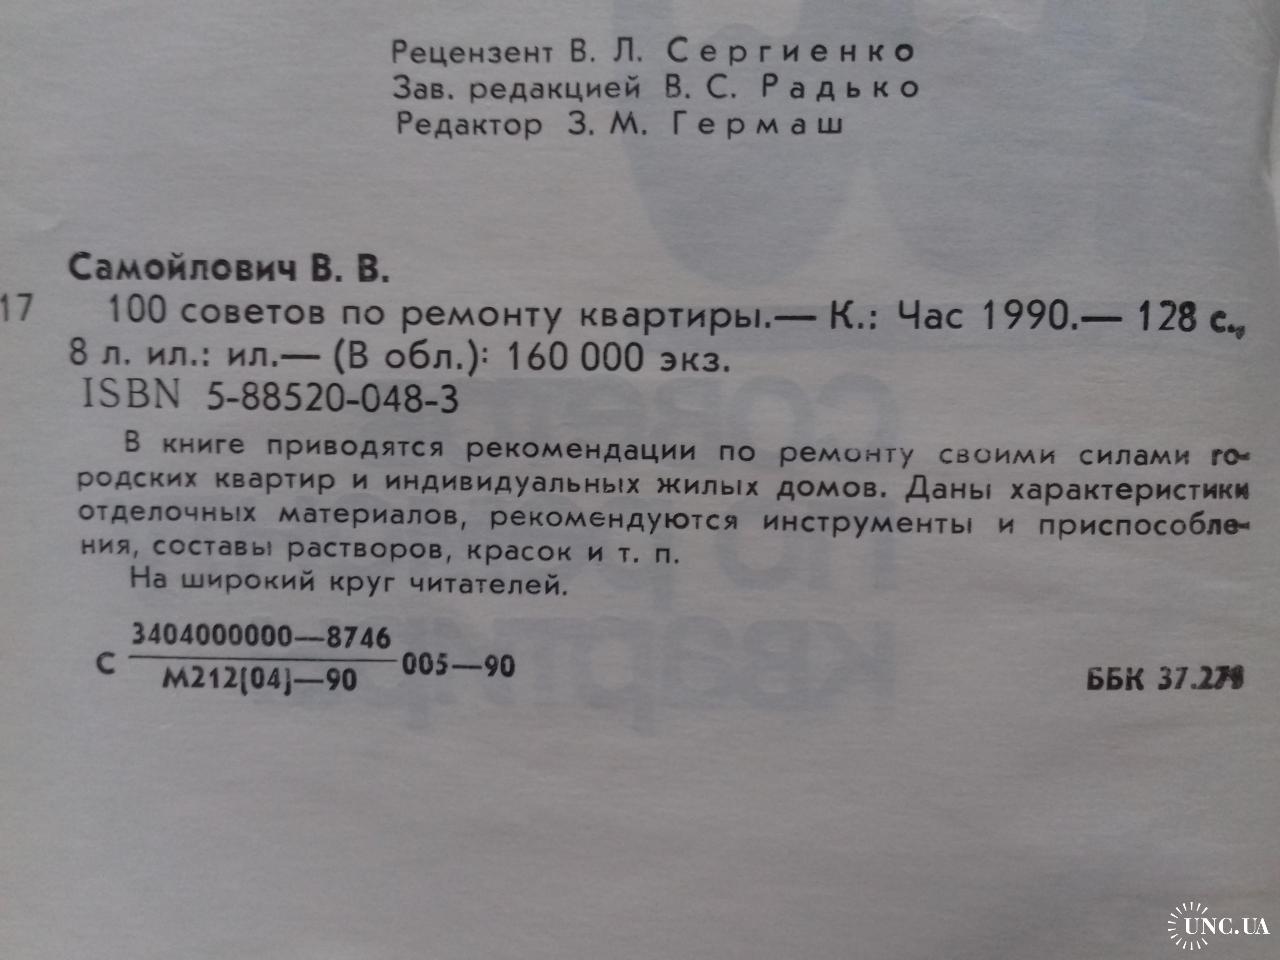 Рецензент В. Л. Сергиенко
Зав. редакцией В. С. Радько
Редактор З. М. Гермаш
Самойлович В. В.
17 100 советов по ремонту квартиры.— К.: Час 1990.— 128 с.,
8 л. ил.: ил.— (В обл.): 160 000 экз.
ISBN 5-88520-048-3
В книге приводятся рекомендации по ремонту своими силами го-
родских квартир и индивидуальных жилых домов. Даны характеристики
отделочных материалов, рекомендуются инструменты и приспособле-
ния, составы растворов, красок и т. п.
На широкий круг читателей.
3404000000—8746
С 005—90
М212(04)—90
ББК
UNC.UA